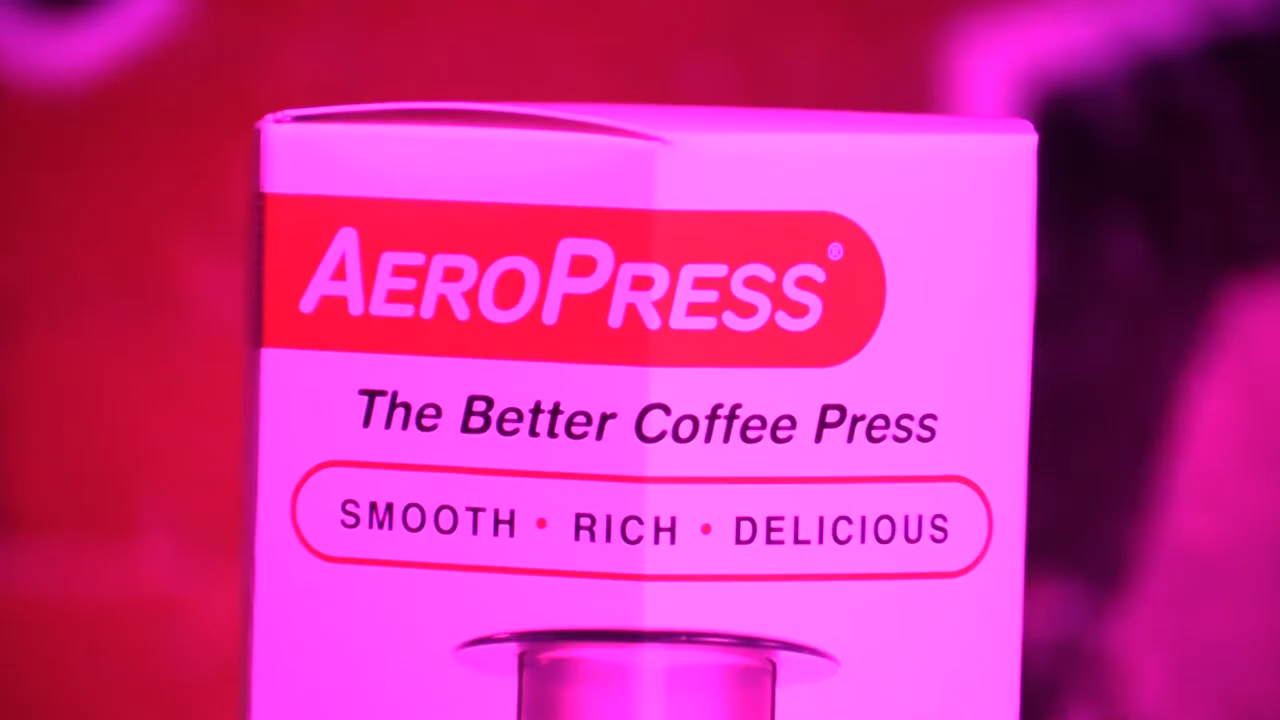 AEROPRESS®
The Better Coffee Press
SMOOTH • RICH • DELICIOUS